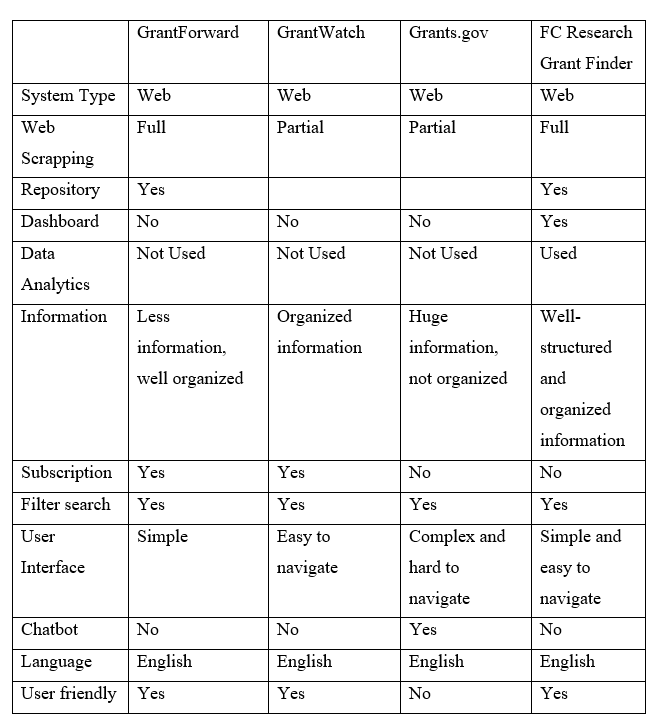 GrantForward GrantWatch Grants.gov FC Research
Grant Finder
System Type Web Web Web Web
Web Full Partial Partial Full
Scrapping
Repository Yes Yes
Dashboard No No No Yes
Data Not Used Not Used Not Used Used
Analytics
Information Less Organized Huge Well-
information, information information, structured
well organized not organized and
organized
information
Subscription Yes Yes No No
Filter search Yes Yes Yes Yes
User Simple Easy to Complex and Simple and
Interface navigate hard to easy to
navigate navigate
Chatbot No No Yes No
Language English English English English
User friendly Yes Yes No Yes